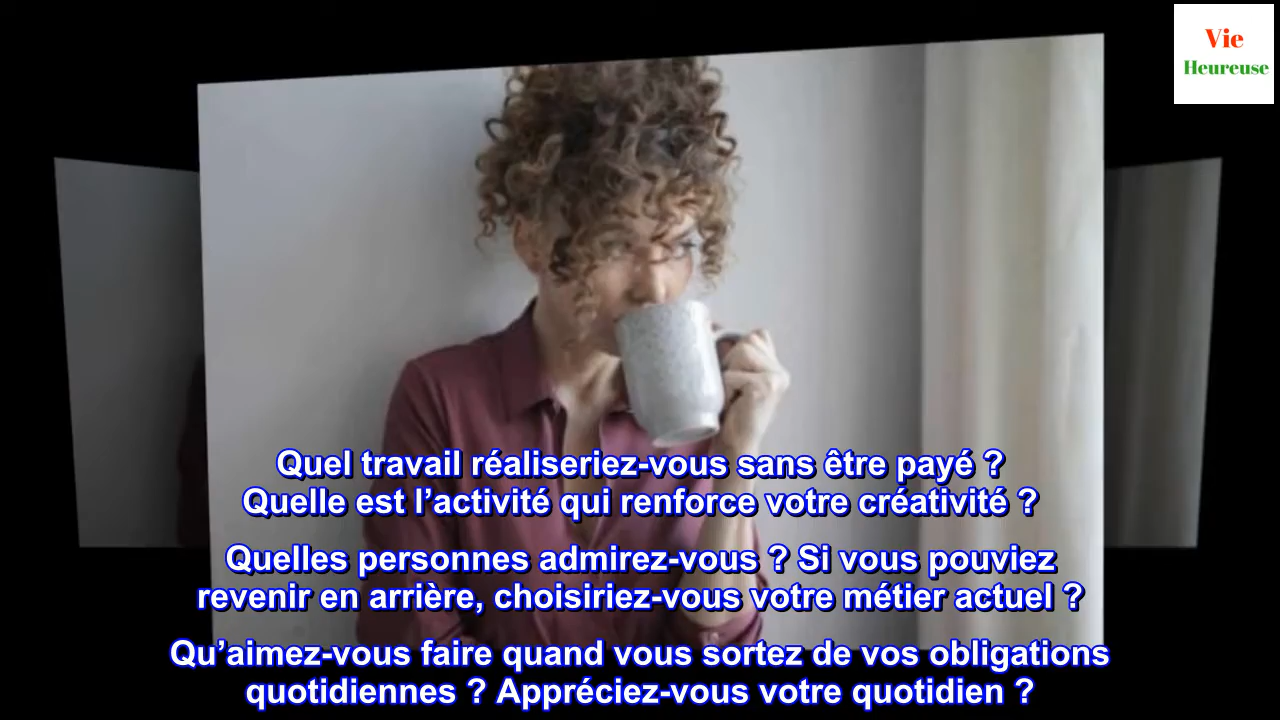 Vie
Heureuse
Quel travail réaliseriez-vous sans être payé ?
Quelle est l’activité qui renforce votre créativité ?
Quelles personnes admirez-vous ? Si vous pouviez
revenir en arrière, choisiriez-vous votre métier actuel ?
Qu’aimez-vous faire quand vous sortez de vos obligations
quotidiennes ? Appréciez-vous votre quotidien ?